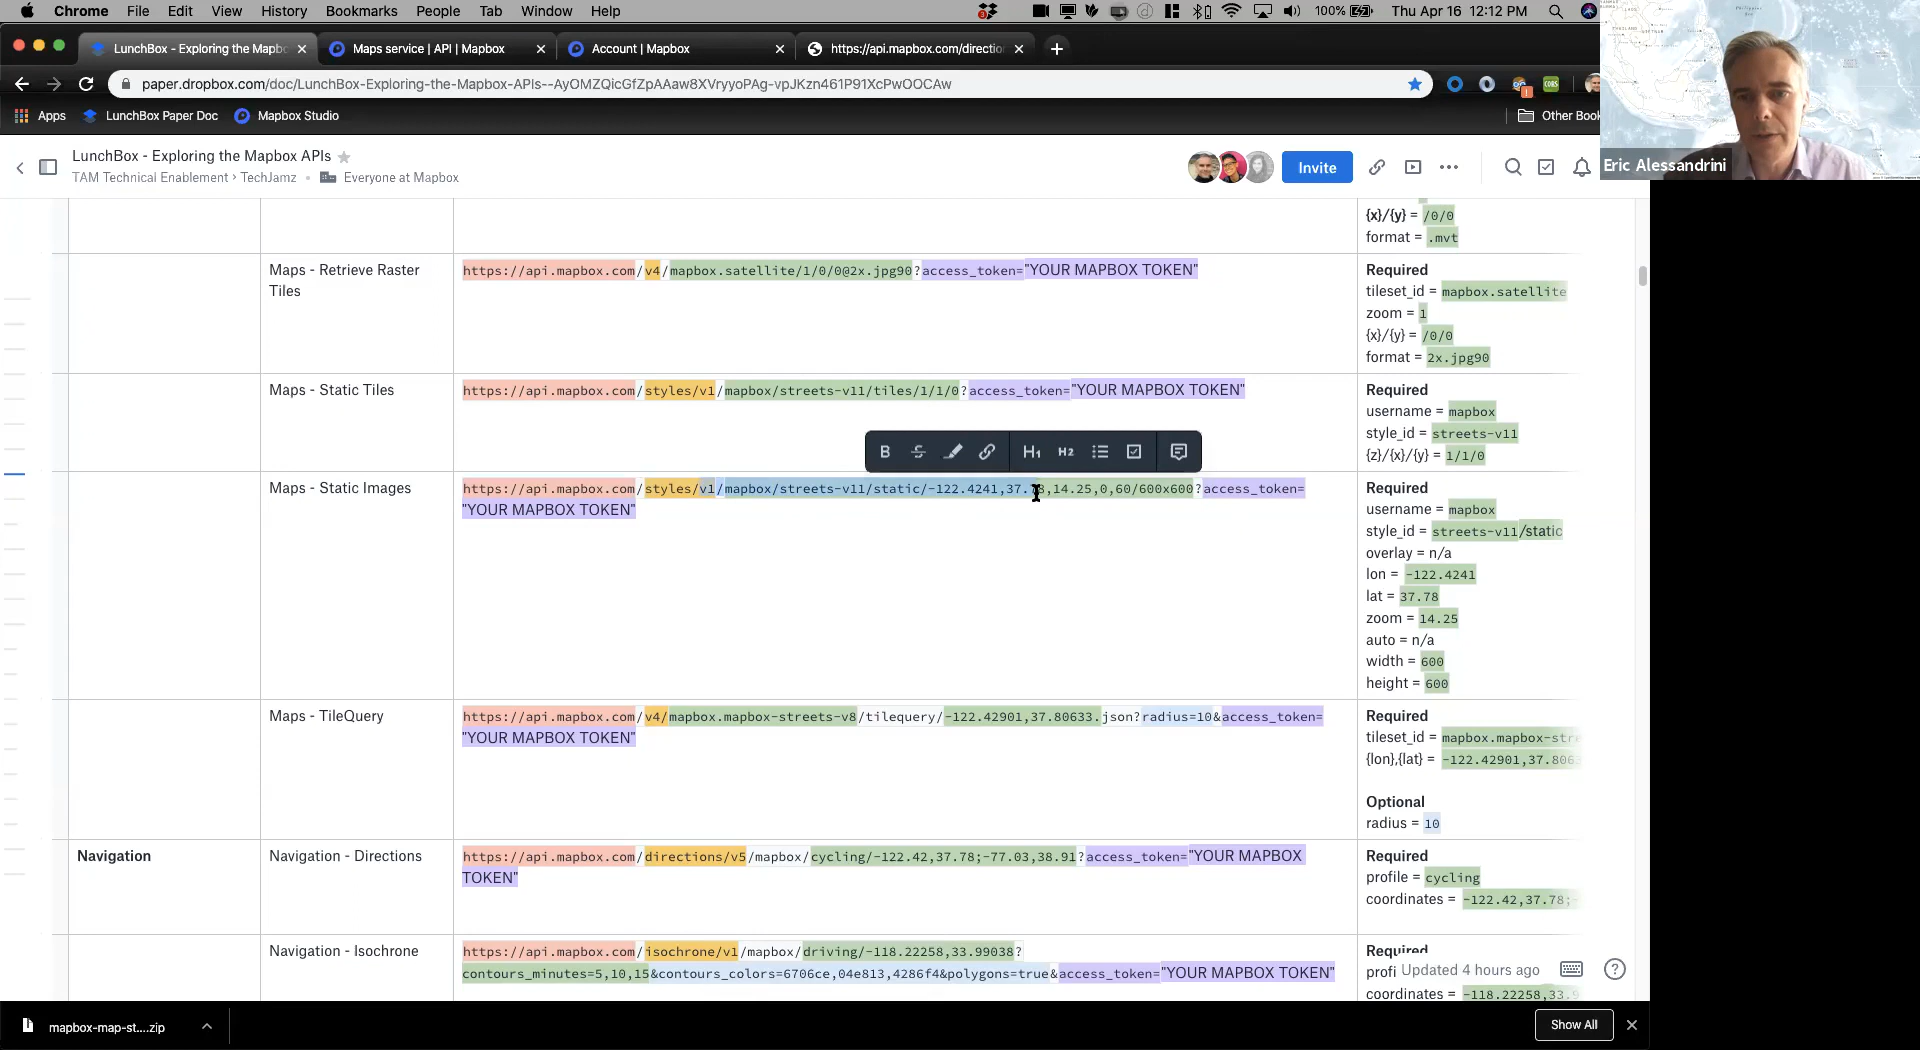 Chrome File Edit View History Bookmarks People Tab Window Help 100% Thu Apr 16 12:12 PM
LunchBox - Exploring the Mapbo
Maps service | API | Mapbox
Account | Mapbox
https://api.mapbox.com/directio
paper.dropbox.com/doc/LunchBox-Exploring-the-Mapbox-APIs--AyOMZQicGfZpAAaw8XVryyoPAg-vpJKzn461P91XcPwOOCAw
Apps LunchBox Paper Doc Mapbox Studio Other Book
LunchBox - Exploring the Mapbox APIs
TAM Technical Enablement › TechJamz • Everyone at Mapbox
Invite
Eric Alessandrini
{x}/{y} = /0/0
format = .mvt
Maps - Retrieve Raster
Tiles
https://api.mapbox.com/v4/mapbox.satellite/1/0/0@2x.jpg90?access_token="YOUR MAPBOX TOKEN"
Required
tileset_id = mapbox.satellite
zoom = 1
{x}/{y} = /0/0
format = 2x.jpg90
Maps - Static Tiles
https://api.mapbox.com/styles/v1/mapbox/streets-v11/tiles/1/1/0?access_token="YOUR MAPBOX TOKEN"
Required
username = mapbox
style_id = streets-v11
{z}/{x}/{y} = 1/1/0
B S H1 H2
Maps - Static Images
https://api.mapbox.com/styles/v1/mapbox/streets-v11/static/-122.4241,37.78,14.25,0,60/600x600?access_token=
"YOUR MAPBOX TOKEN"
Required
username = mapbox
style_id = streets-v11/static
overlay = n/a
lon = -122.4241
lat = 37.78
zoom = 14.25
auto = n/a
width = 600
height = 600
Maps - TileQuery
https://api.mapbox.com/v4/mapbox.mapbox-streets-v8/tilequery/-122.42901,37.80633.json?radius=10&access_token=
"YOUR MAPBOX TOKEN"
Required
tileset_id = mapbox.mapbox-stre
{lon},{lat} = -122.42901,37.8063
Optional
radius = 10
Navigation
Navigation - Directions
https://api.mapbox.com/directions/v5/mapbox/cycling/-122.42,37.78;-77.03,38.91?access_token="YOUR MAPBOX
TOKEN"
Required
profile = cycling
coordinates = -122.42,37.78;-
Navigation - Isochrone
https://api.mapbox.com/isochrone/v1/mapbox/driving/-118.22258,33.99038?
contours_minutes=5,10,15&contours_colors=6706ce,04e813,4286f4&polygons=true&access_token="YOUR MAPBOX TOKEN"
Required
profi
coordinates = -118.22258,33.9
Updated 4 hours ago
mapbox-map-st....zip
Show All